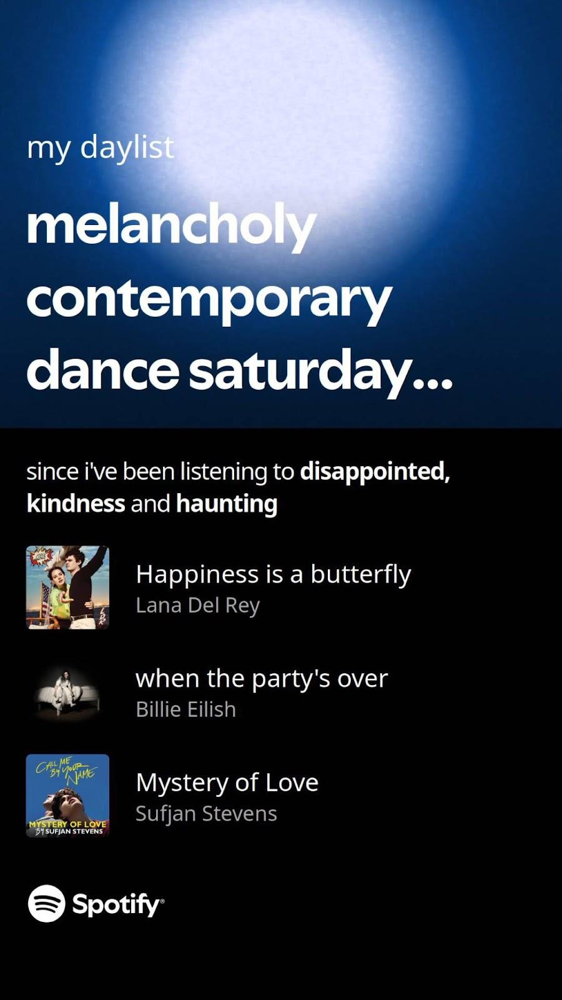 my daylist
melancholy
contemporary
dance saturday...
since i've been listening to disappointed,
kindness and haunting
Happiness is a butterfly
Lana Del Rey
when the party's over
Billie Eilish
CALL ME
BY YOUR
NAME
MYSTERY OF LOVE
BY SUFJAN STEVENS
Mystery of Love
Sufjan Stevens
Spotify®